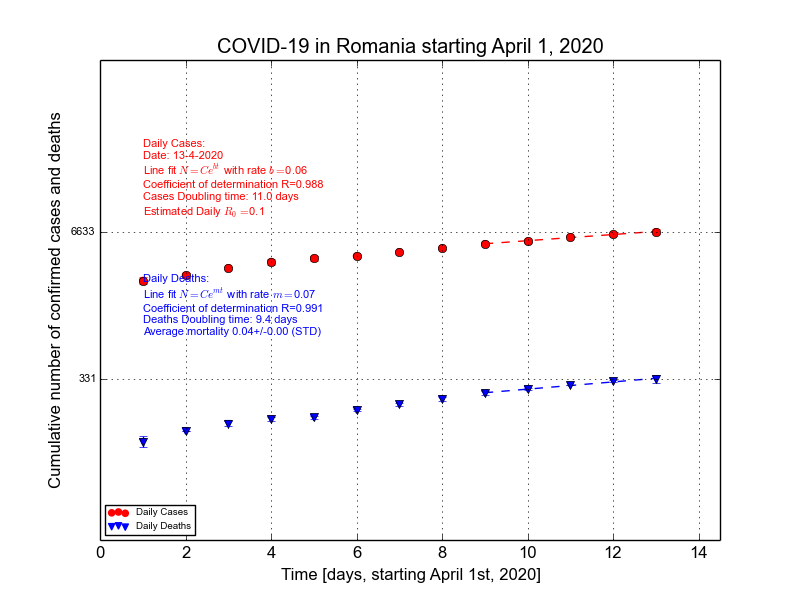 COVID-19 in Romania starting April 1, 2020
Cumulative number of confirmed cases and deaths
Daily Cases:
Date: 13-4-2020
Line fit N=Ce^{bt} with rate b=0.06
Coefficient of determination R=0.988
Cases Doubling time: 11.0 days
Estimated Daily R_0=0.1
6633
Daily Deaths:
Line fit N=Ce^{mt} with rate m=0.07
Coefficient of determination R=0.991
Deaths Doubling time: 9.4 days
Average mortality 0.04+/-0.00 (STD)
331
Daily Cases
Daily Deaths
0 2 4 6 8 10 12 14
Time [days, starting April 1st, 2020]